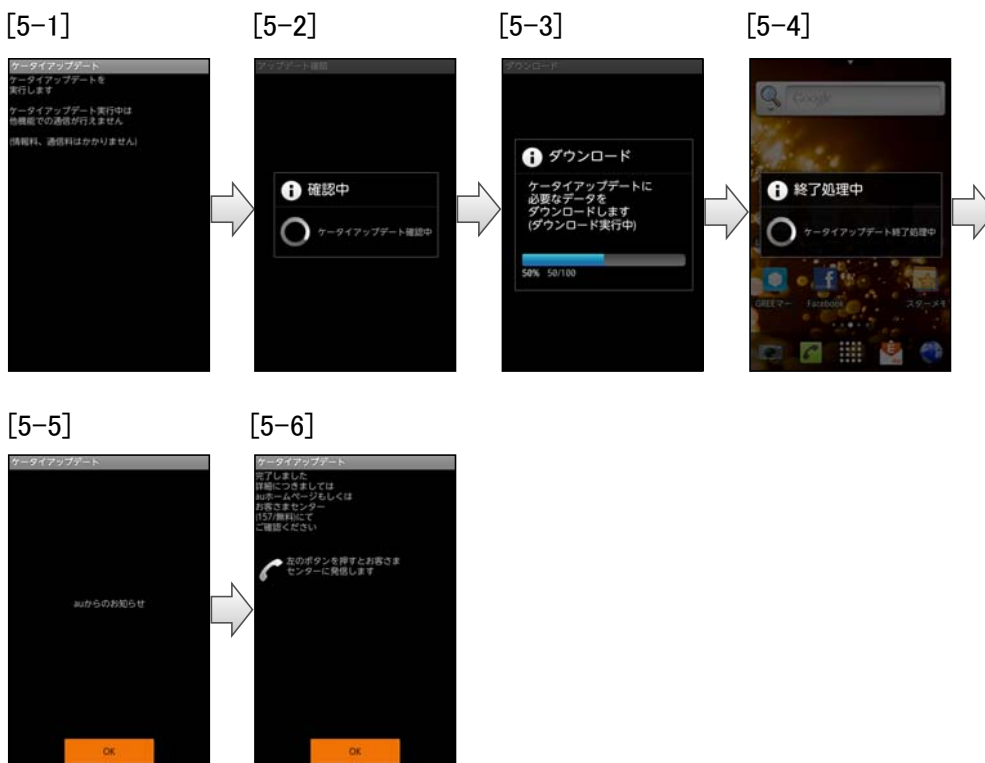 [5-1]
[5-2]
[5-3]
[5-4]
ケータイアップデート
ケータイアップデートを
実行します
ケータイアップデート実行中は
他機能での通信が行えません
(情報料、通信料はかかりません)
アップデート確認
確認中
ケータイアップデート確認中
ダウンロード
ダウンロード
ケータイアップデートに
必要なデータを
ダウンロードします
(ダウンロード実行中)
50% 50/100
Google
終了処理中
ケータイアップデート終了処理中
GREEマー
Facebook
スターメモ
[5-5]
[5-6]
ケータイアップデート
auからのお知らせ
OK
ケータイアップデート
完了しました
詳細につきましては
auホームページもしくは
お客さまセンター
(157/無料)にて
ご確認ください
左のボタンを押すとお客さま
センターに発信します
OK